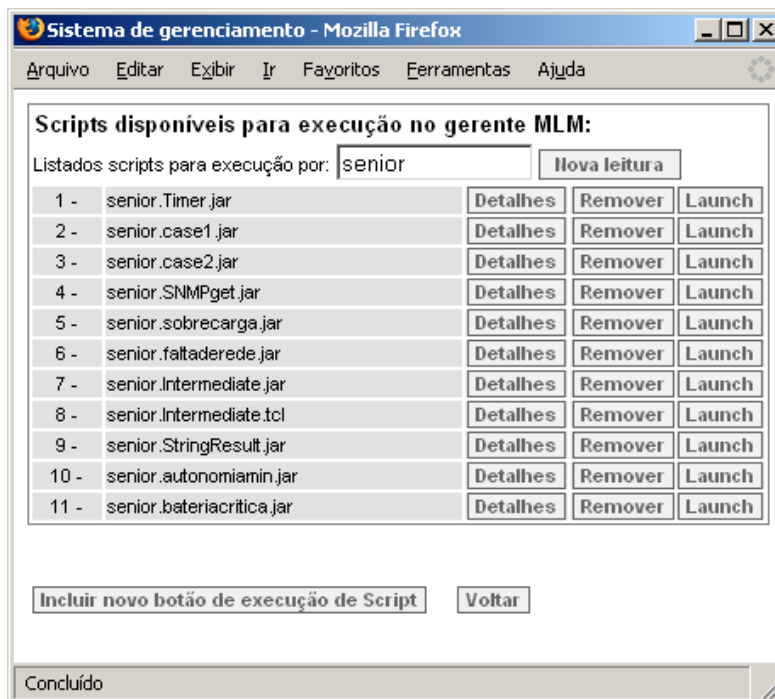 Sistema de gerenciamento - Mozilla Firefox
Arquivo Editar Exibir Ir Favoritos Ferramentas Ajuda
Scripts disponíveis para execução no gerente MLM:
Listados scripts para execução por: senior Nova leitura
1 - senior.Timer.jar Detalhes Remover Launch
2 - senior.case1.jar Detalhes Remover Launch
3 - senior.case2.jar Detalhes Remover Launch
4 - senior.SNMPget.jar Detalhes Remover Launch
5 - senior.sobrecarga.jar Detalhes Remover Launch
6 - senior.faltaderede.jar Detalhes Remover Launch
7 - senior.Intermediate.jar Detalhes Remover Launch
8 - senior.Intermediate.tcl Detalhes Remover Launch
9 - senior.StringResult.jar Detalhes Remover Launch
10 - senior.autonomiamin.jar Detalhes Remover Launch
11 - senior.bateriacritica.jar Detalhes Remover Launch
Incluir novo botão de execução de Script Voltar
Concluído